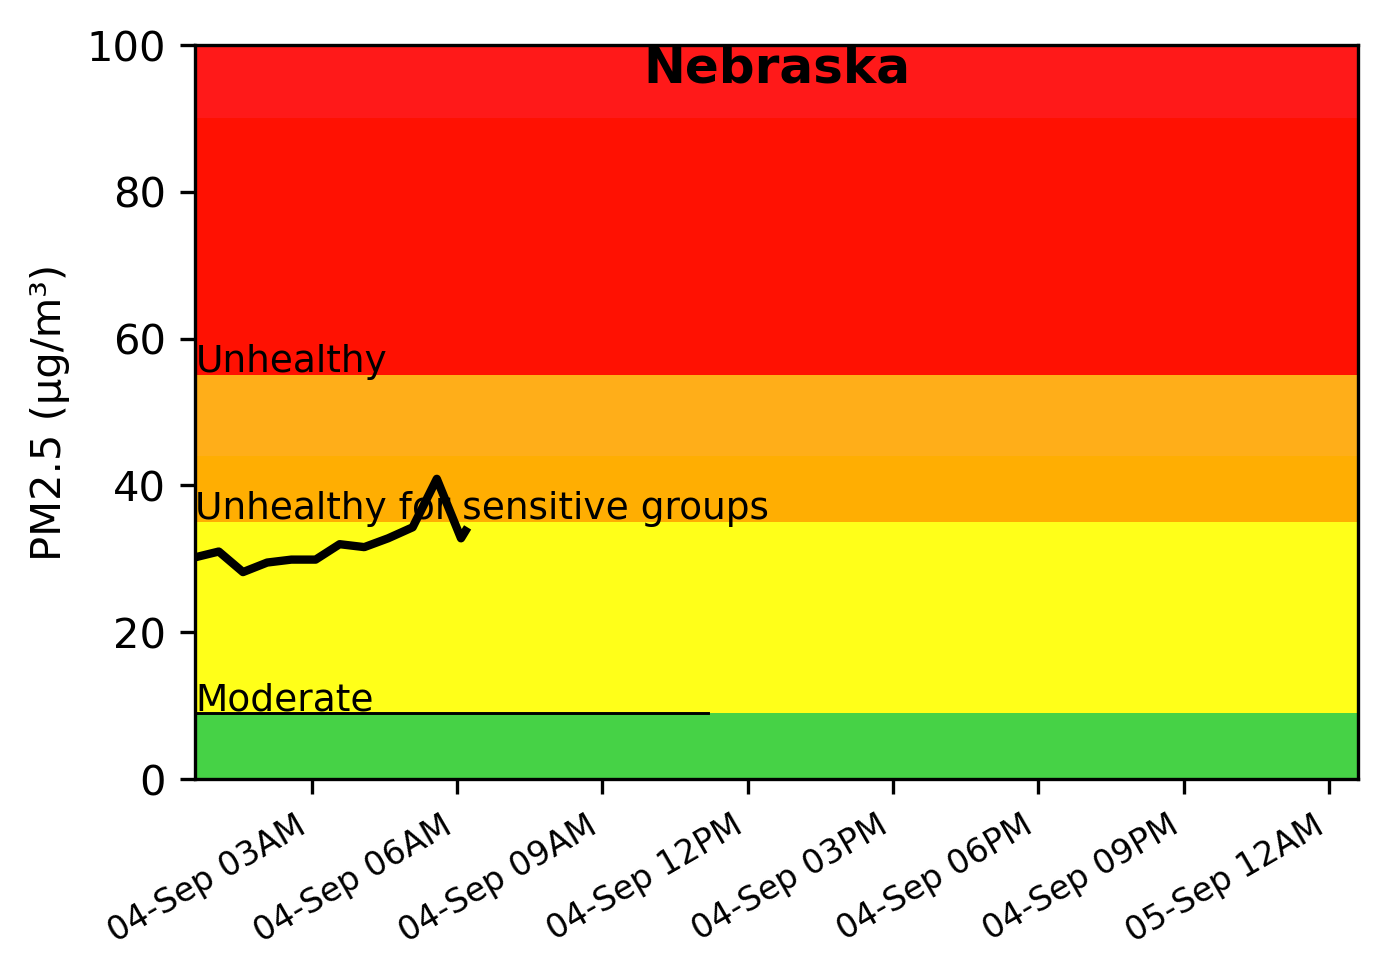 Nebraska
PM2.5 (μg/m³)
100
80
60
40
20
0
Unhealthy
Unhealthy for sensitive groups
Moderate
04-Sep 03AM
04-Sep 06AM
04-Sep 09AM
04-Sep 12PM
04-Sep 03PM
04-Sep 06PM
04-Sep 09PM
05-Sep 12AM